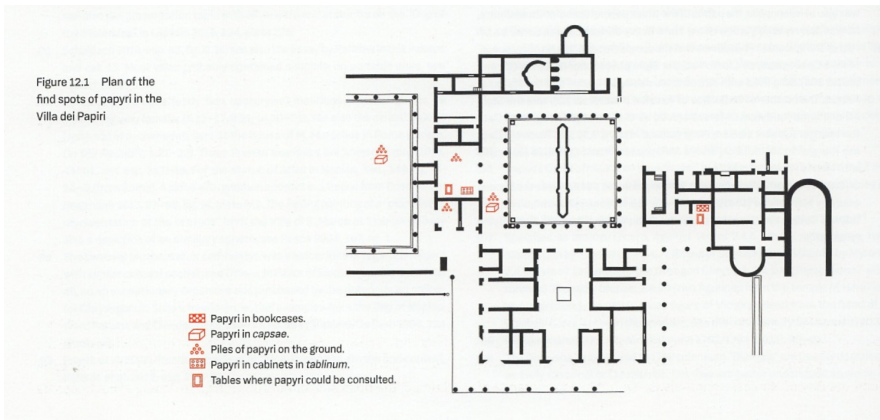 Figure 12.1 Plan of the
find spots of papyri in the
Villa dei Papiri
Papyri in bookcases.
Papyri in capsae.
Piles of papyri on the ground.
Papyri in cabinets in tablinum.
Tables where papyri could be consulted.